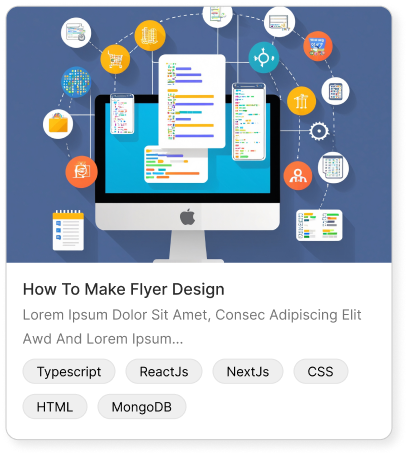 How To Make Flyer Design
Lorem Ipsum Dolor Sit Amet, Consec Adipiscing Elit
Awd And Lorem Ipsum...
Typescript
ReactJs
NextJs
CSS
HTML
MongoDB